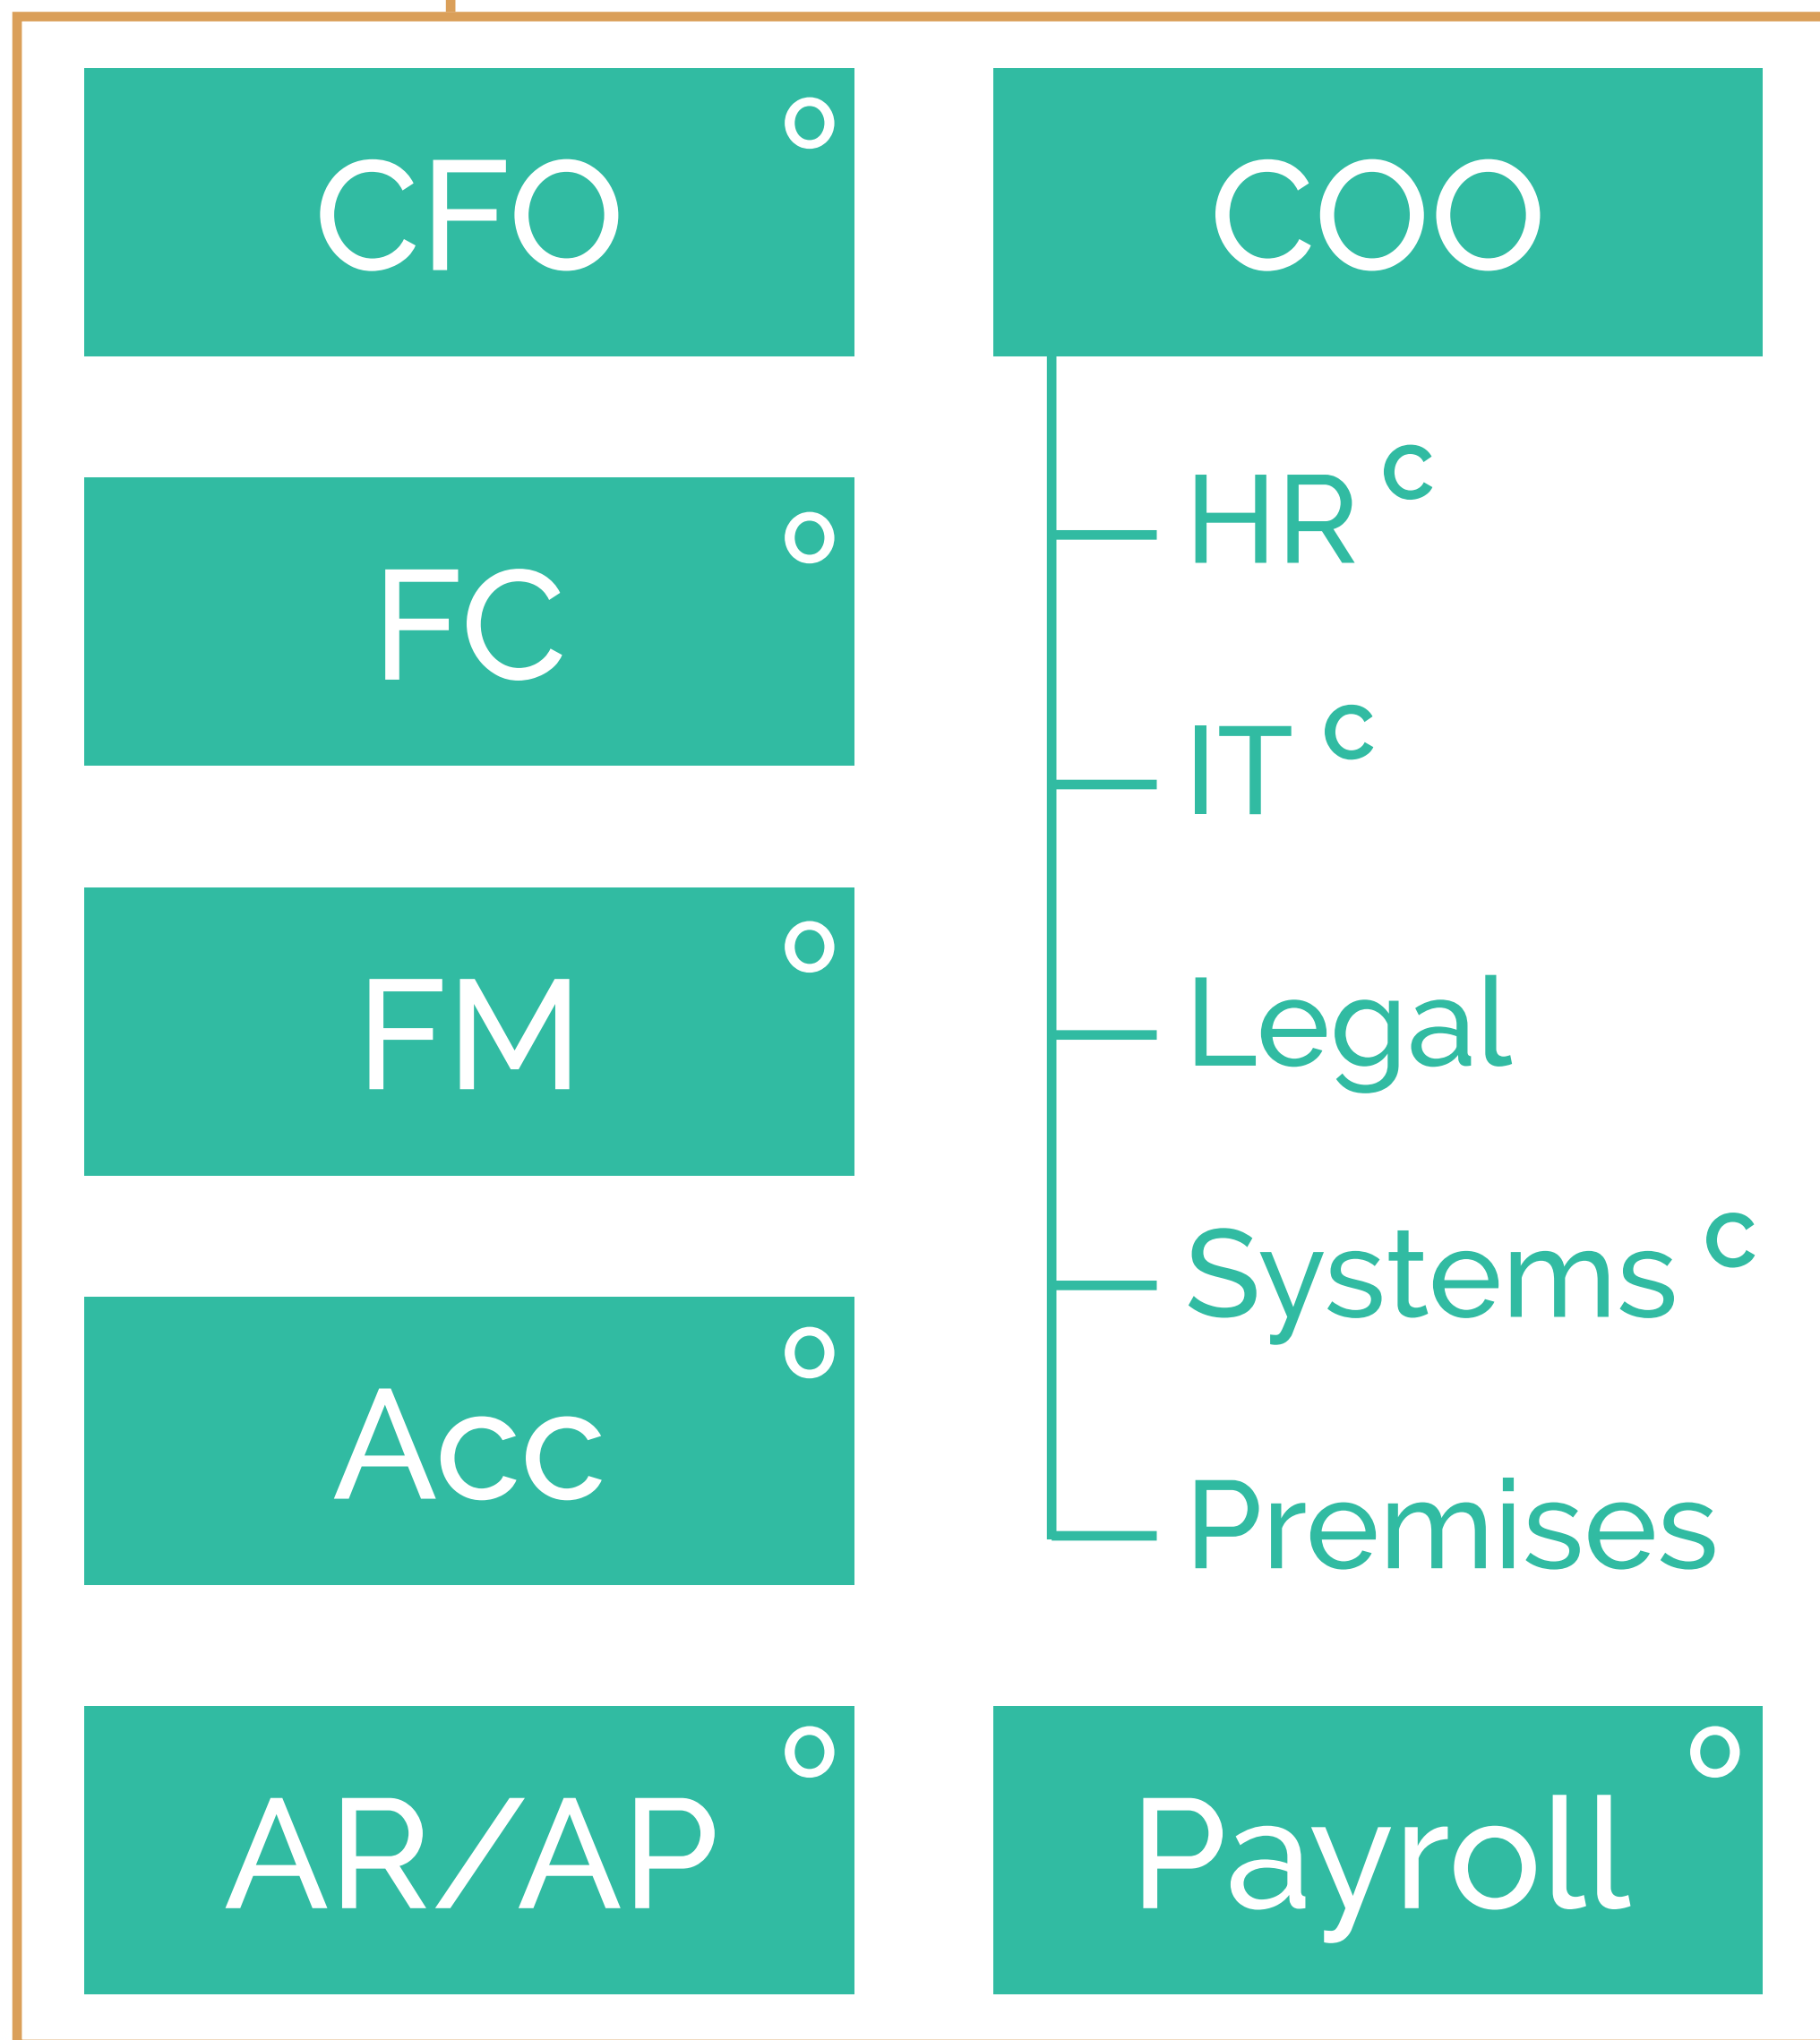 CFO O
FC O
FM O
Acc O
AR/AP O
COO
HR C
IT C
Legal
Systems C
Premises
Payroll O